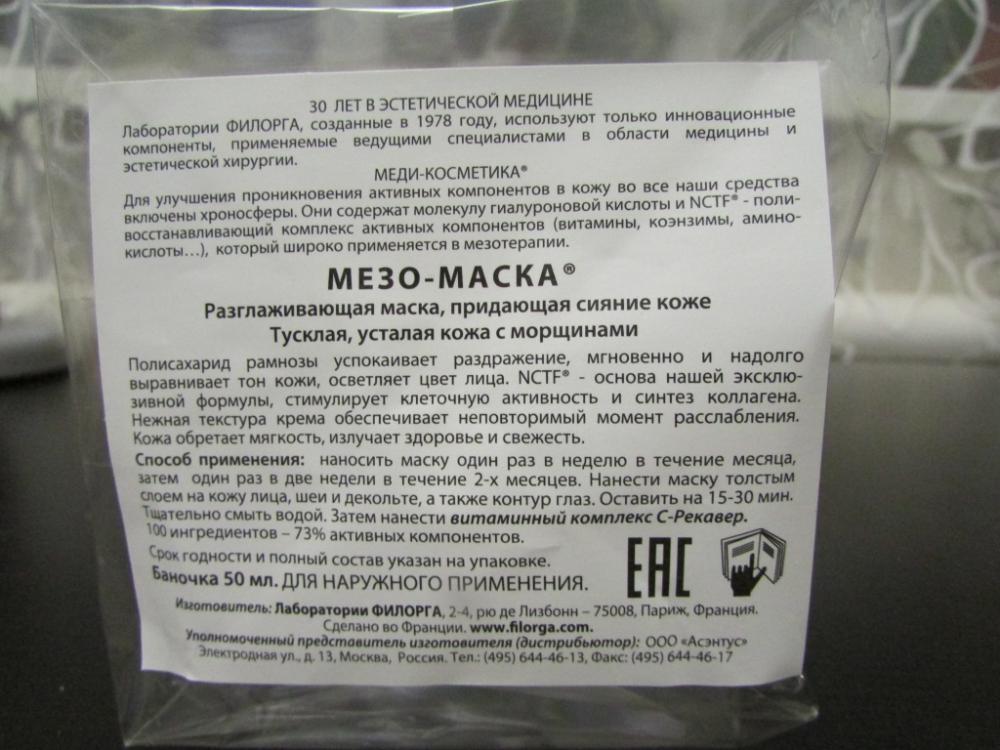 30 ЛЕТ В ЭСТЕТИЧЕСКОЙ МЕДИЦИНЕ
Лаборатории ФИЛОРГА, созданные в 1978 году, используют только инновационные
компоненты, применяемые ведущими специалистами в области медицины и
эстетической хирургии.
МЕДИ-КОСМЕТИКА®
Для улучшения проникновения активных компонентов в кожу во все наши средства
включены хроносферы. Они содержат молекулу гиалуроновой кислоты и NCTF® - поли-
восстанавливающий комплекс активных компонентов (витамины, коэнзимы, амино-
кислоты...), который широко применяется в мезотерапии.
МЕЗО-МАСКА®
Разглаживающая маска, придающая сияние коже
Тусклая, усталая кожа с морщинами
Полисахарид рамнозы успокаивает раздражение, мгновенно и надолго
выравнивает тон кожи, осветляет цвет лица. NCTF® - основа нашей эксклю-
зивной формулы, стимулирует клеточную активность и синтез коллагена.
Нежная текстура крема обеспечивает неповторимый момент расслабления.
Кожа обретает мягкость, излучает здоровье и свежесть.
Способ применения: наносить маску один раз в неделю в течение месяца,
затем один раз в две недели в течение 2-х месяцев. Нанести маску толстым
слоем на кожу лица, шеи и декольте, а также контур глаз. Оставить на 15-30 мин.
Тщательно смыть водой. Затем нанести витаминный комплекс С-Рекавер.
100 ингредиентов – 73% активных компонентов.
Срок годности и полный состав указан на упаковке.
Баночка 50 мл. ДЛЯ НАРУЖНОГО ПРИМЕНЕНИЯ.
EAC
Изготовитель: Лаборатории ФИЛОРГА, 2-4, рю де Лизбонн – 75008, Париж, Франция.
Сделано во Франции. www.filorga.com.
Уполномоченный представитель изготовителя (дистрибьютор): ООО «Асэнтус»
Электродная ул., д. 13, Москва, Россия. Тел.: (495) 644-46-13, Факс: (495) 644-46-17